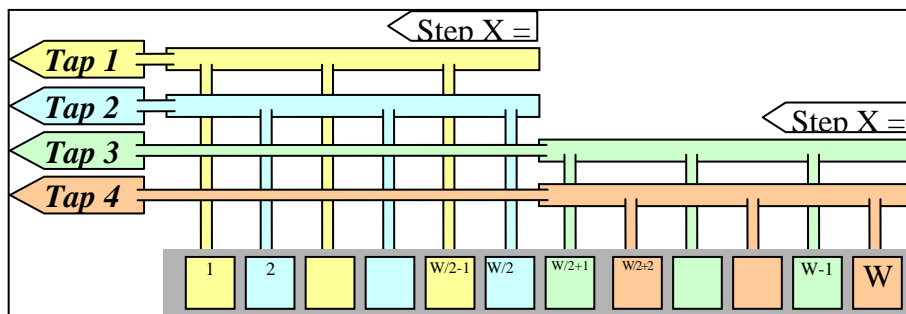 Step X =
Tap 1
Tap 2
Step X =
Tap 3
Tap 4
1 2 W/2-1 W/2 W/2+1 W/2+2 W-1 W